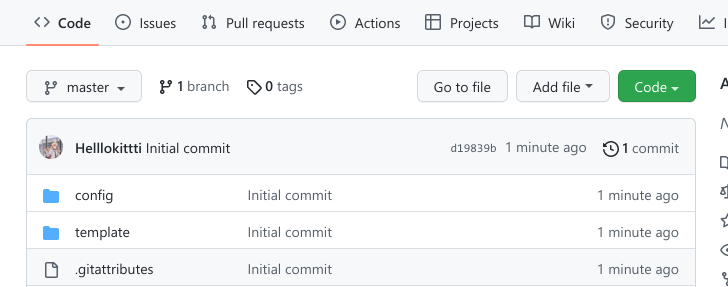 Code Issues Pull requests Actions Projects Wiki Security
master 1 branch 0 tags Go to file Add file Code
Helllokittti Initial commit d19839b 1 minute ago 1 commit
config Initial commit 1 minute ago
template Initial commit 1 minute ago
.gitattributes Initial commit 1 minute ago